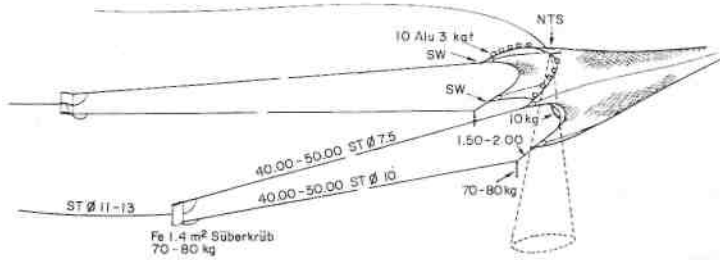 NTS
10 Alu 3 kgf
SW
SW
10 kg
1.50-2.00
40.00-50.00 ST Ø 7.5
40.00-50.00 ST Ø 10
70-80 kg
ST Ø 11-13
Fe 1.4 m² Süberkrüb
70-80 kg